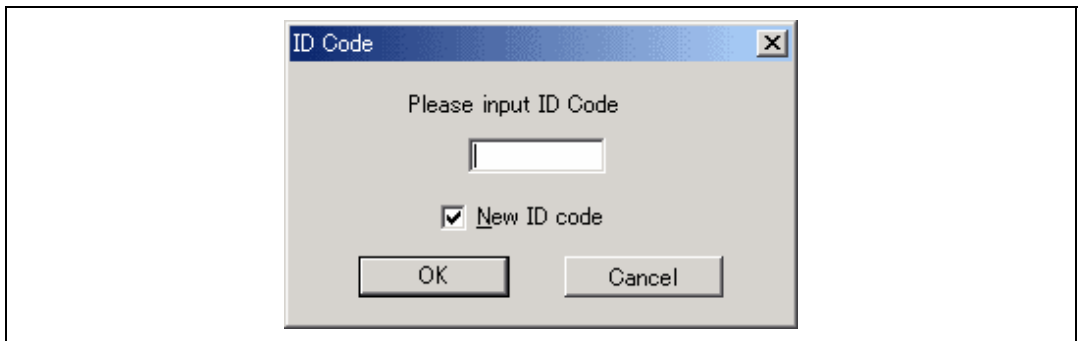 ID Code
Please input ID Code
New ID code
OK
Cancel